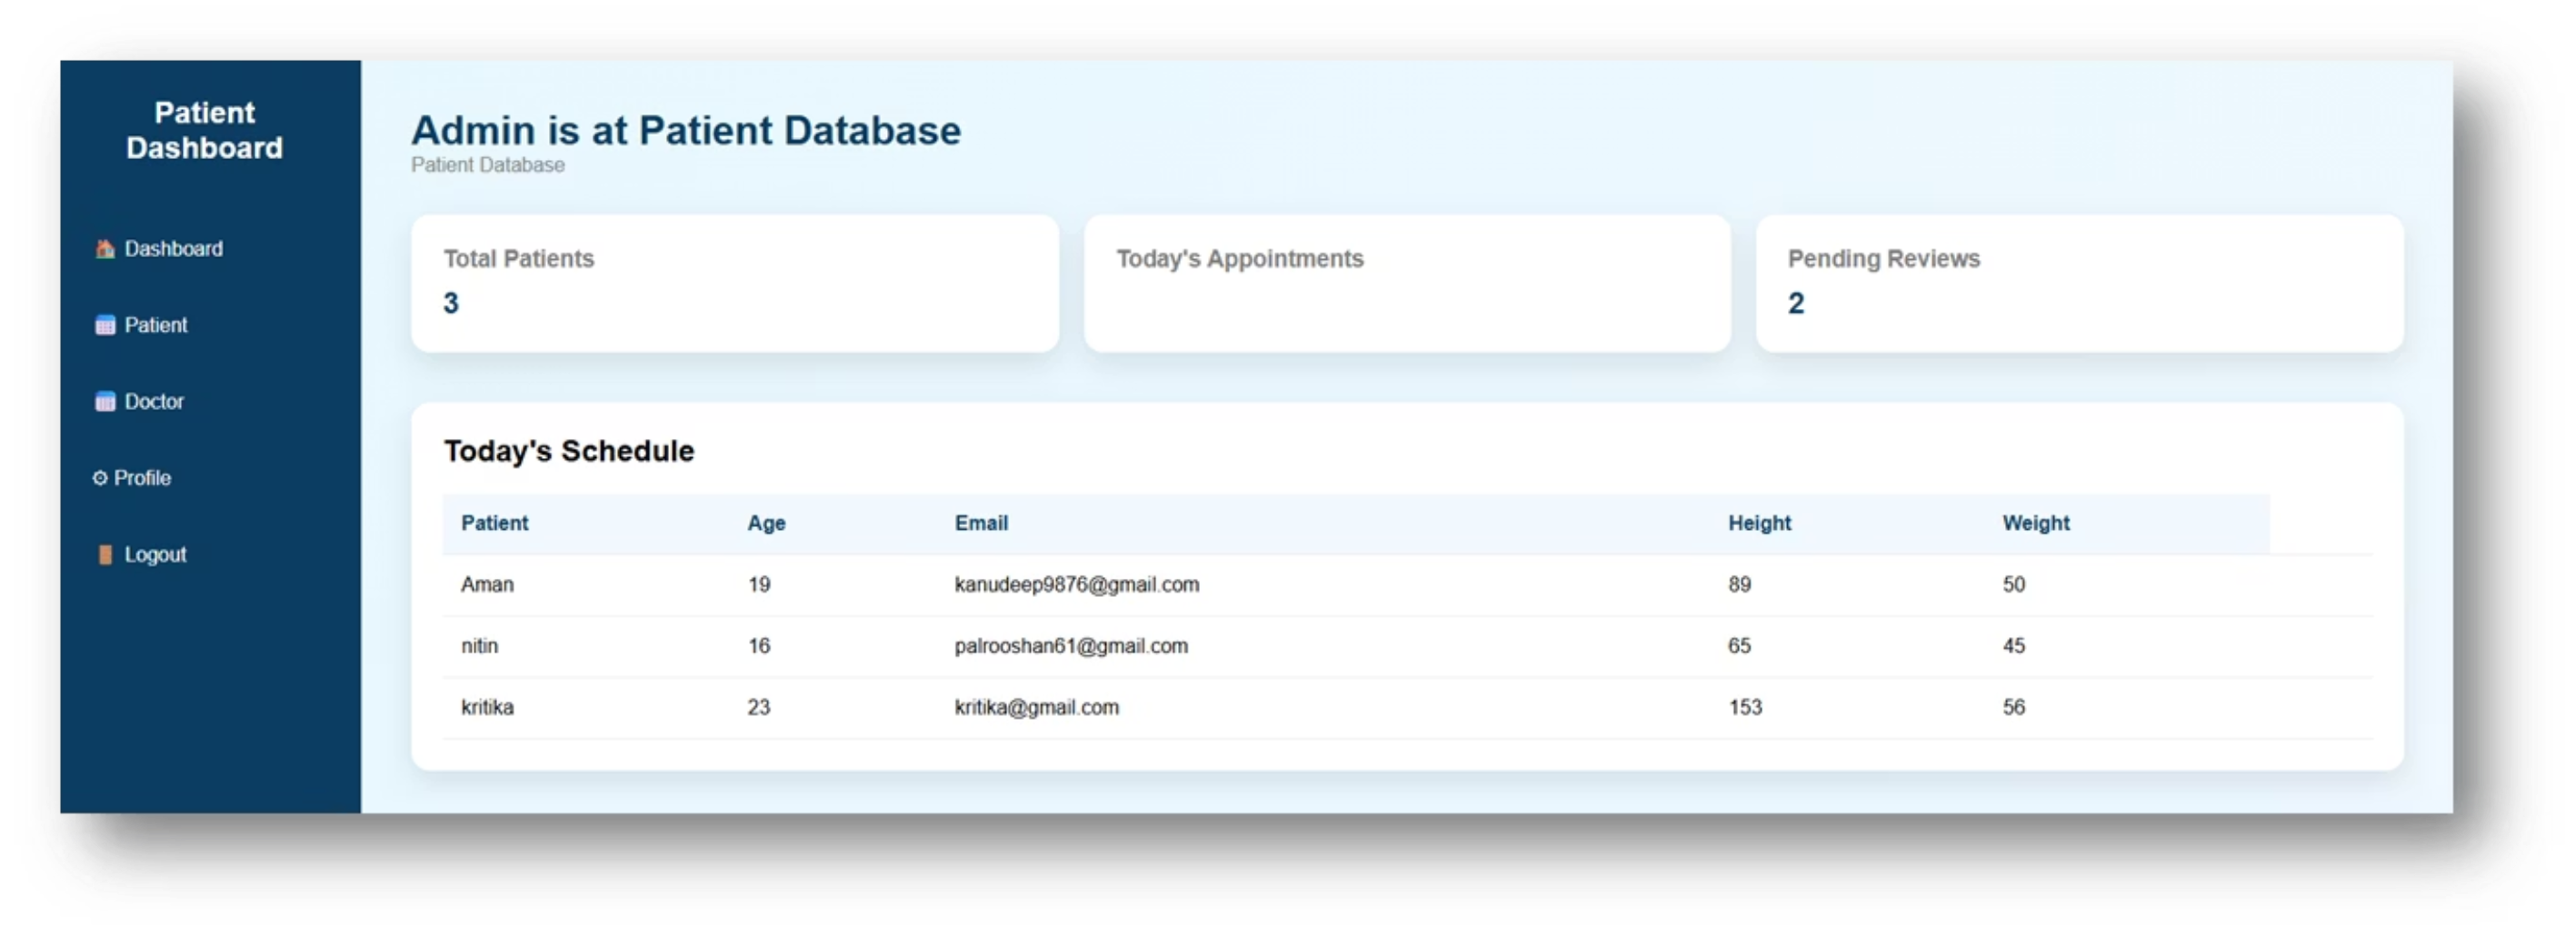 Patient
Dashboard
Dashboard
Patient
Doctor
Profile
Logout
Admin is at Patient Database
Patient Database
Total Patients
3
Today's Appointments
Pending Reviews
2
Today's Schedule
Patient Age Email Height Weight
Aman 19 kanudeep9876@gmail.com 89 50
nitin 16 palrooshan61@gmail.com 65 45
kritika 23 kritika@gmail.com 153 56